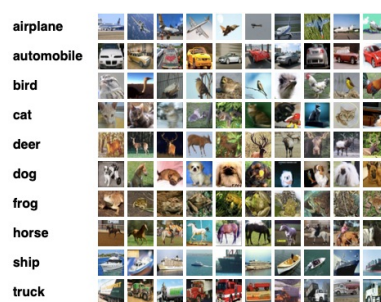 airplane
automobile
bird
cat
deer
dog
frog
horse
ship
truck